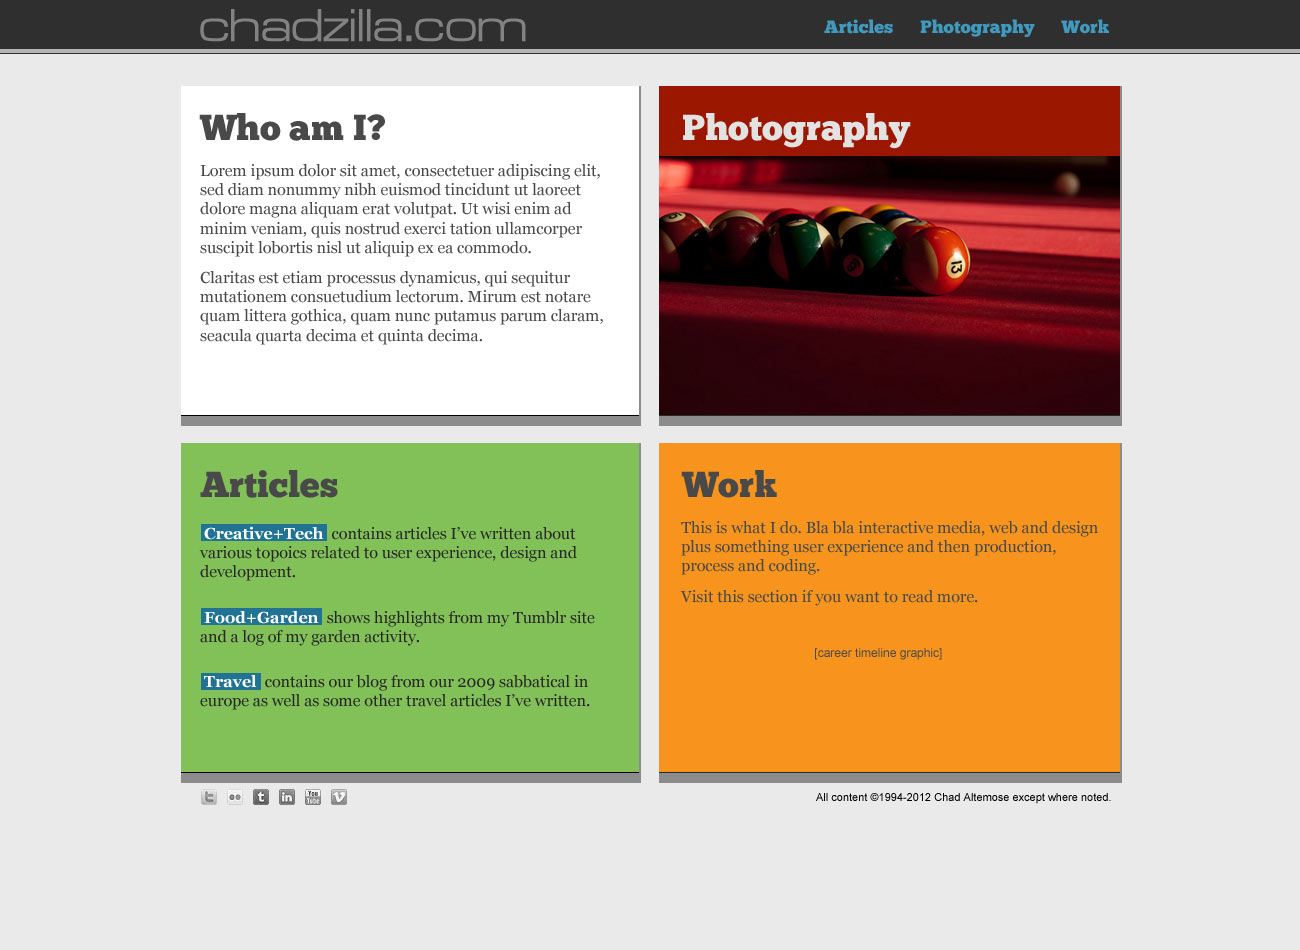 chadzilla.com
Articles Photography Work
Who am I?
Lorem ipsum dolor sit amet, consectetuer adipiscing elit,
sed diam nonummy nibh euismod tincidunt ut laoreet
dolore magna aliquam erat volutpat. Ut wisi enim ad
minim veniam, quis nostrud exerci tation ullamcorper
suscipit lobortis nisl ut aliquip ex ea commodo.
Claritas est etiam processus dynamicus, qui sequitur
mutationem consuetudium lectorum. Mirum est notare
quam littera gothica, quam nunc putamus parum claram,
seacula quarta decima et quinta decima.
Photography
13
Articles
Creative+Tech contains articles I’ve written about
various topoics related to user experience, design and
development.
Food+Garden shows highlights from my Tumblr site
and a log of my garden activity.
Travel contains our blog from our 2009 sabbatical in
europe as well as some other travel articles I’ve written.
Work
This is what I do. Bla bla interactive media, web and design
plus something user experience and then production,
process and coding.
Visit this section if you want to read more.
[career timeline graphic]
t t in You Tube v
All content ©1994-2012 Chad Altemose except where noted.